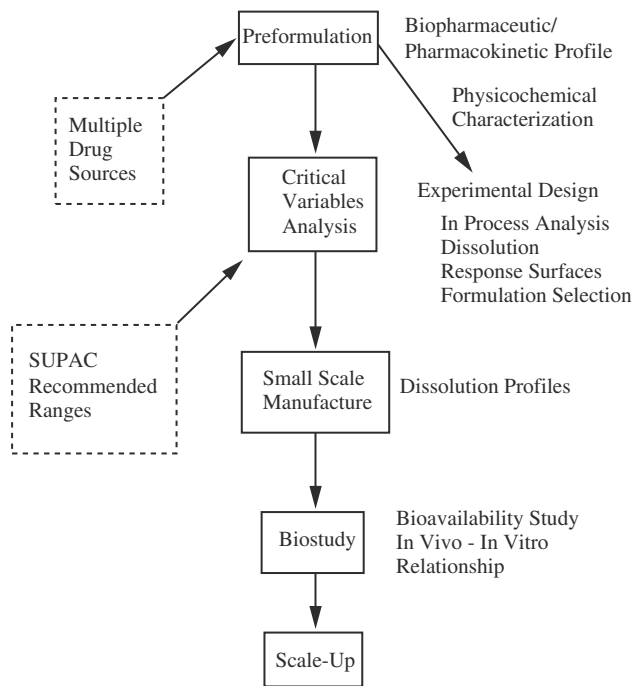 Preformulation
Biopharmaceutic/
Pharmacokinetic Profile
Multiple
Drug
Sources
Physicochemical
Characterization
Critical
Variables
Analysis
Experimental Design
In Process Analysis
Dissolution
Response Surfaces
Formulation Selection
SUPAC
Recommended
Ranges
Small Scale
Manufacture
Dissolution Profiles
Biostudy
Bioavailability Study
In Vivo - In Vitro
Relationship
Scale-Up